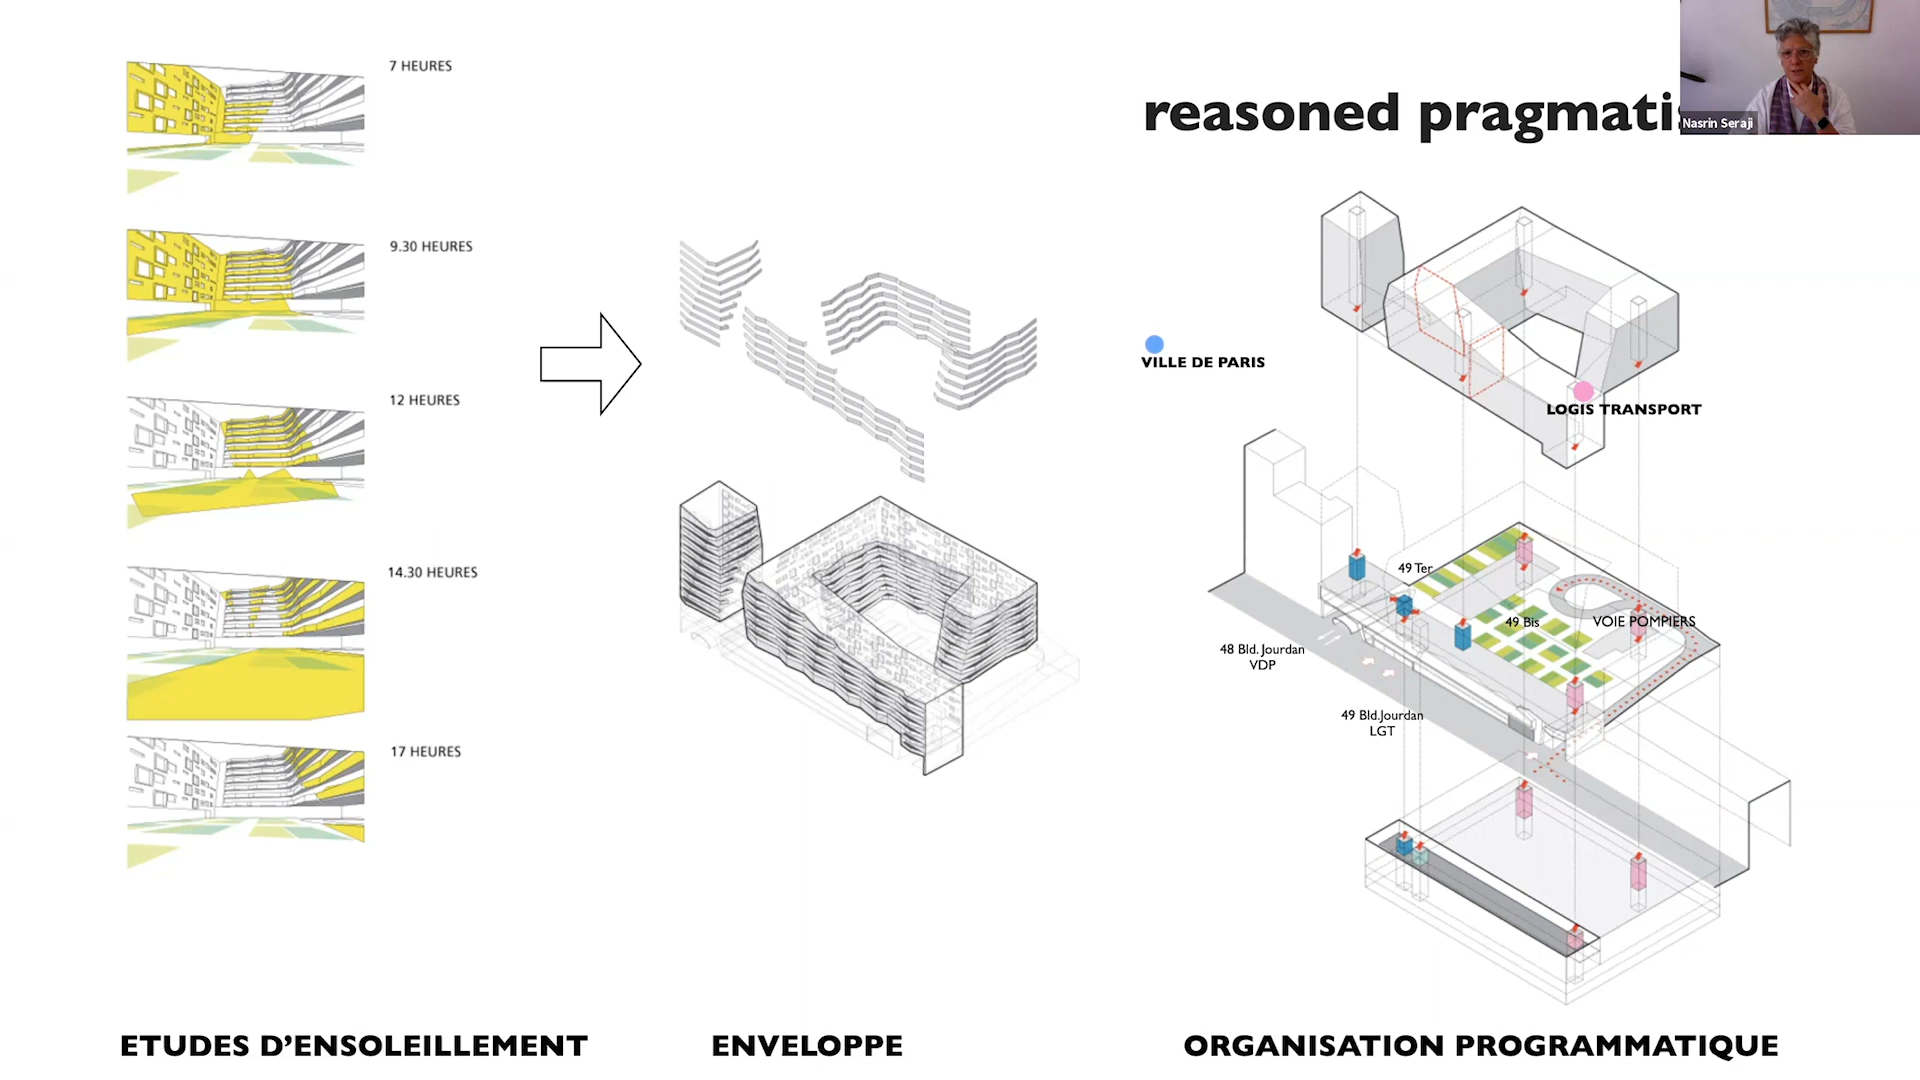 7 HEURES
reasoned pragmatis
Nasrin Seraji
9.30 HEURES
VILLE DE PARIS
12 HEURES
LOGIS TRANSPORT
14.30 HEURES
49 Ter
49 Bis
VOIE POMPIERS
48 Bld. Jourdan
VDP
49 Bld.Jourdan
LGT
17 HEURES
ETUDES D'ENSOLEILLEMENT
ENVELOPPE
ORGANISATION PROGRAMMATIQUE